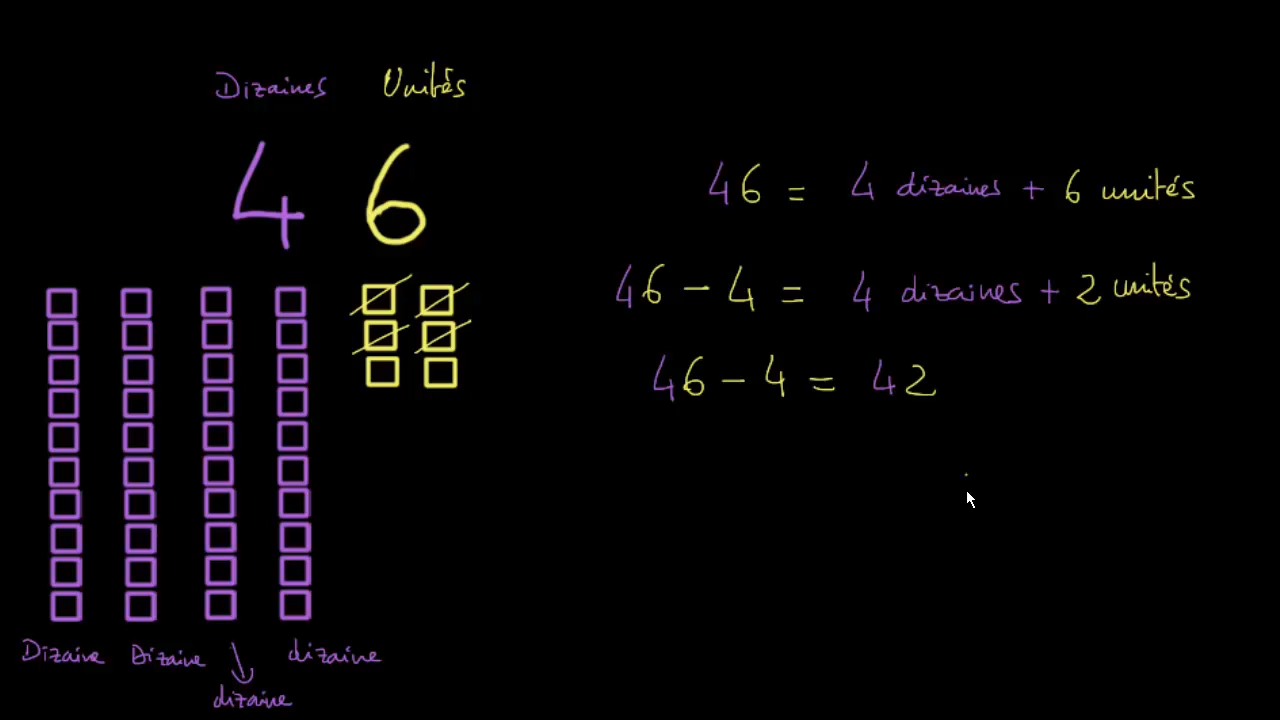 Dizaines Unités
4 6
46 = 4 dizaines + 6 unités
46 - 4 = 4 dizaines + 2 unités
46 - 4 = 42
Dizaine Dizaine dizaine dizaine